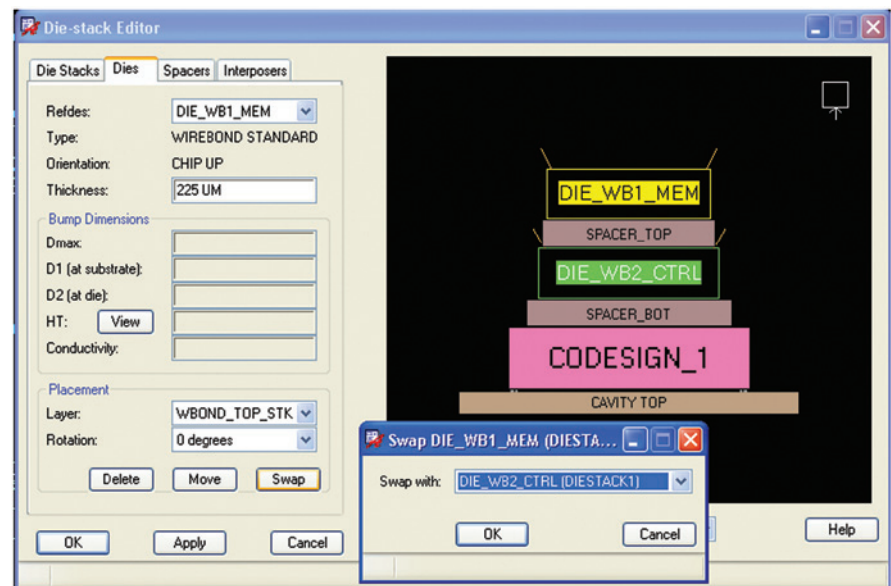 Die-stack Editor
Die Stacks Dies Spacers Interposers
Refdes: DIE_WB1_MEM
Type: WIREBOND STANDARD
Orientation: CHIP UP
Thickness: 225 UM
Bump Dimensions
Dmax:
D1 (at substrate):
D2 (at die):
HT: View
Conductivity:
Placement
Layer: WBOND_TOP_STK
Rotation: 0 degrees
Delete Move Swap
OK Apply Cancel
DIE_WB1_MEM
SPACER_TOP
DIE_WB2_CTRL
SPACER_BOT
CODESIGN_1
CAVITY TOP
Swap DIE_WB1_MEM (DIESTA...
Swap with: DIE_WB2_CTRL (DIESTACK1)
OK Cancel
Help